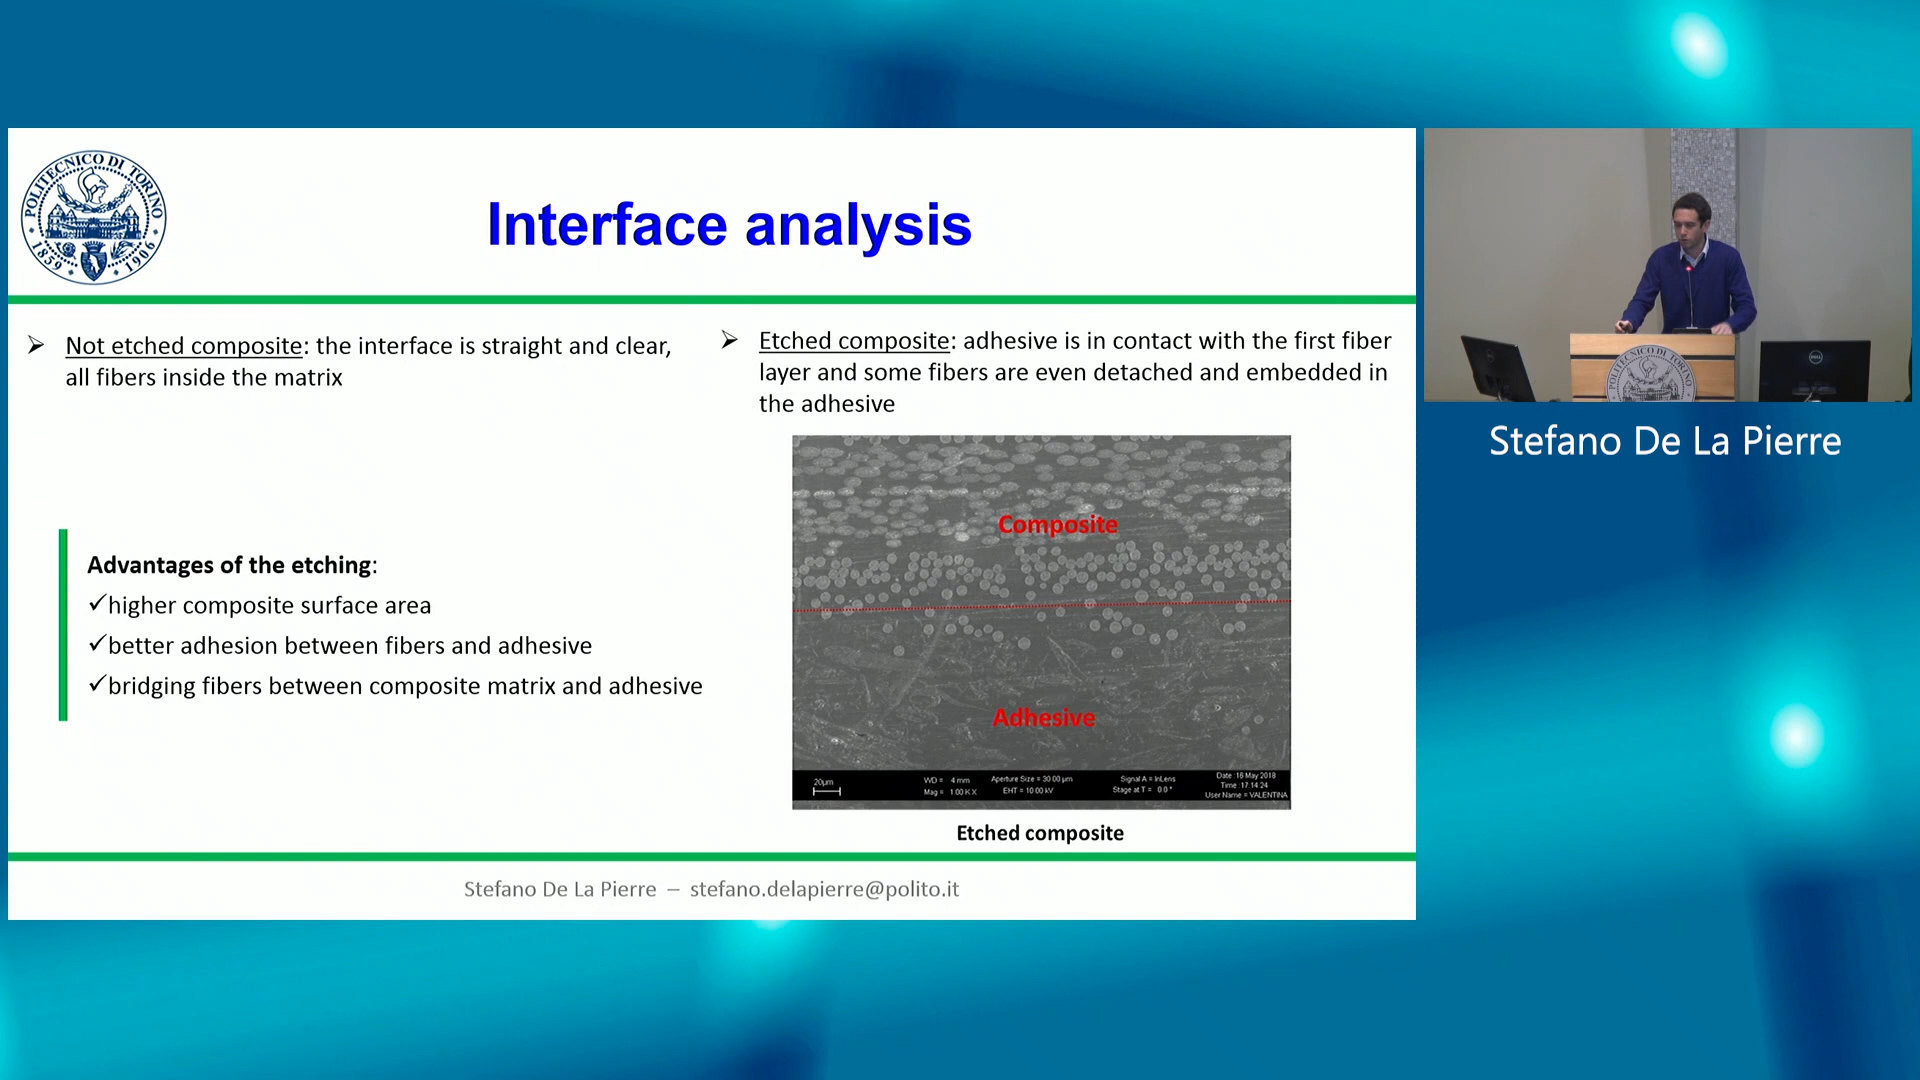 POLITECNICO DI TORINO
1859 1906
Interface analysis
Not etched composite: the interface is straight and clear,
all fibers inside the matrix
Etched composite: adhesive is in contact with the first fiber
layer and some fibers are even detached and embedded in
the adhesive
Advantages of the etching:
✓higher composite surface area
✓better adhesion between fibers and adhesive
✓bridging fibers between composite matrix and adhesive
Composite
Adhesive
20µm
WD = 4 mm
Mag = 1.00 K X
Aperture Size = 30.00 µm
EHT = 10.00 kV
Signal A = InLens
Stage at T = 0.0 °
Date :16 May 2018
Time :17:14:24
User Name = VALENTINA
Etched composite
Stefano De La Pierre – stefano.delapierre@polito.it
POLITECNICO DI TORINO
DELL
Stefano De La Pierre